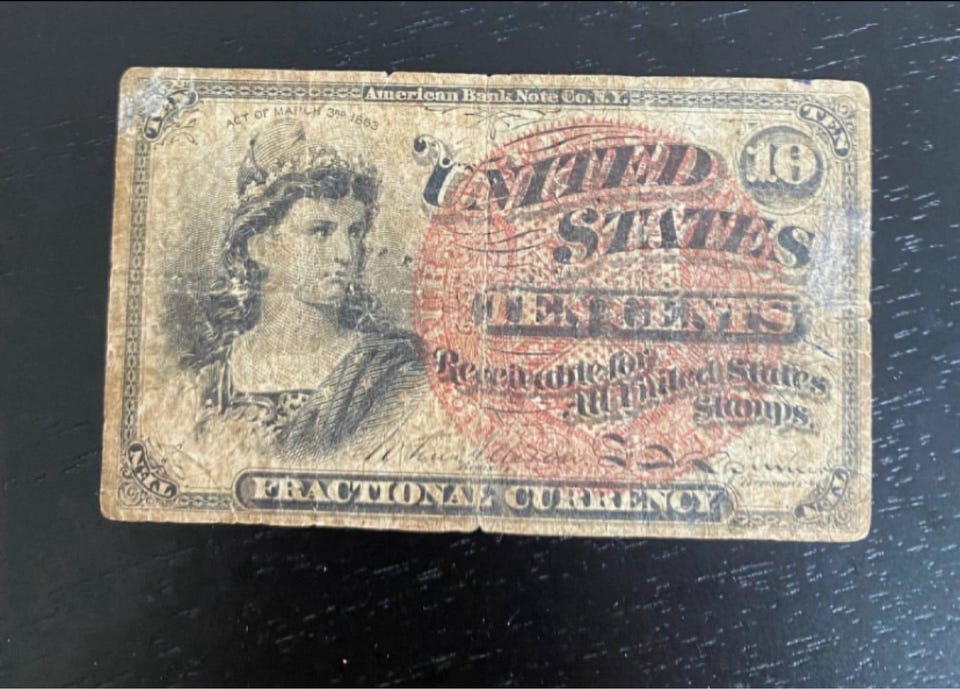 American Bank Note Co. N.Y.
TEN
TEN
ACT OF MARCH 3RD 1863
10
UNITED
STATES
TEN CENTS
Receivable for
all United States
Stamps.
TEN
TEN
FRACTIONAL CURRENCY